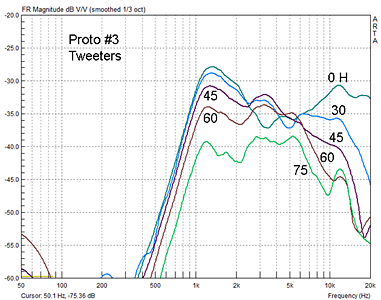 FR Magnitude dB V/V (smoothed 1/3 oct)
-20.0
Proto #3
Tweeters
ARTA
-25.0
-30.0
0 H
45
30
-35.0
60
45
-40.0
60
75
-45.0
-50.0
-55.0
-60.0
50 100 200 500 1k 2k 5k 10k 20k
Cursor: 50.1 Hz, -75.36 dB Frequency (Hz)